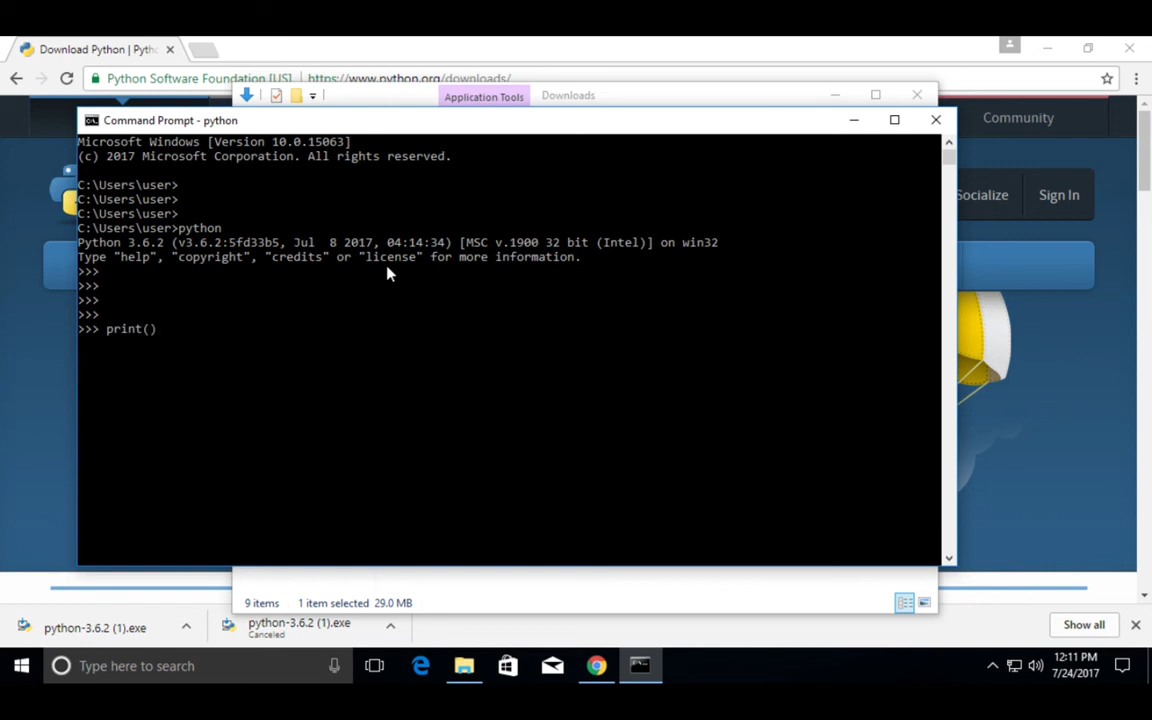 Download Python | Pyth
Python Software Foundation [US]
https://www.python.org/downloads/
Application Tools
Downloads
Community
Socialize
Sign In
Command Prompt - python
Microsoft Windows [Version 10.0.15063]
(c) 2017 Microsoft Corporation. All rights reserved.
C:\Users\user>
C:\Users\user>
C:\Users\user>
C:\Users\user>python
Python 3.6.2 (v3.6.2:5fd33b5, Jul  8 2017, 04:14:34) [MSC v.1900 32 bit (Intel)] on win32
Type "help", "copyright", "credits" or "license" for more information.
>>>
>>>
>>>
>>>
>>> print()
9 items
1 item selected 29.0 MB
python-3.6.2 (1).exe
python-3.6.2 (1).exe
Canceled
Show all
Type here to search
12:11 PM
7/24/2017